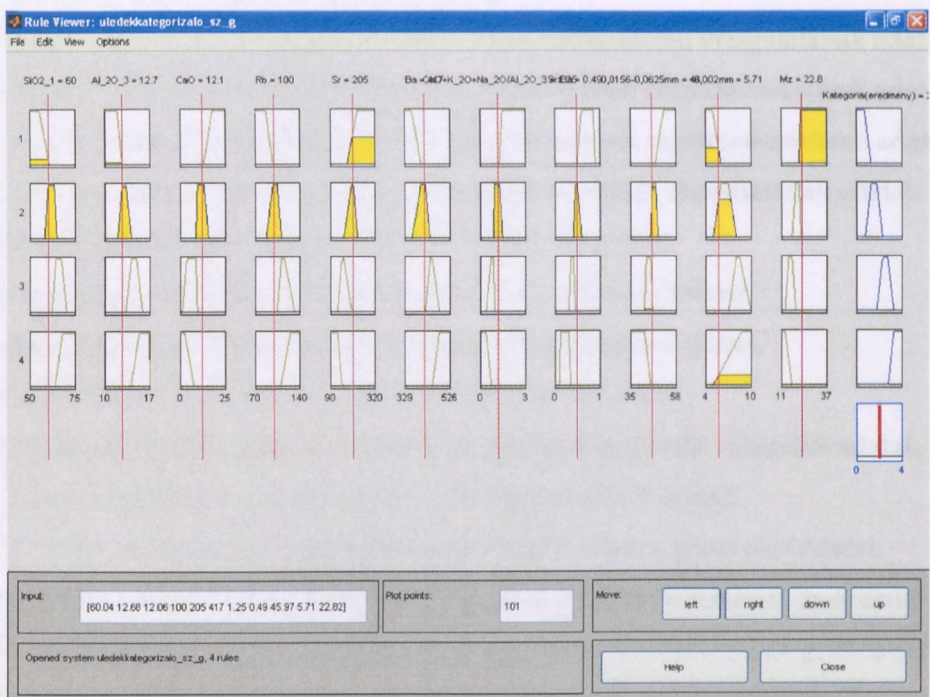 Rule Viewer: uledekkategorizalo_sz_g
File Edit View Options
SiO2_1 = 60 Al_2O_3 = 12.7 CaO = 12.1 Rb = 100 Sr = 205 Mz = 22.8
Kategoria(eredmeny) =
1
2
3
4
50 75 10 17 0 25 70 140 90 320 329 526 0 3 0 1 35 58 4 10 11 37
0 4
Input: [60.04 12.68 12.06 100 205 417 1.25 0.49 45.97 5.71 22.82] Plot points: 101 Move: left right down up
Opened system uledekkategorizalo_sz_g, 4 rules
Help Close